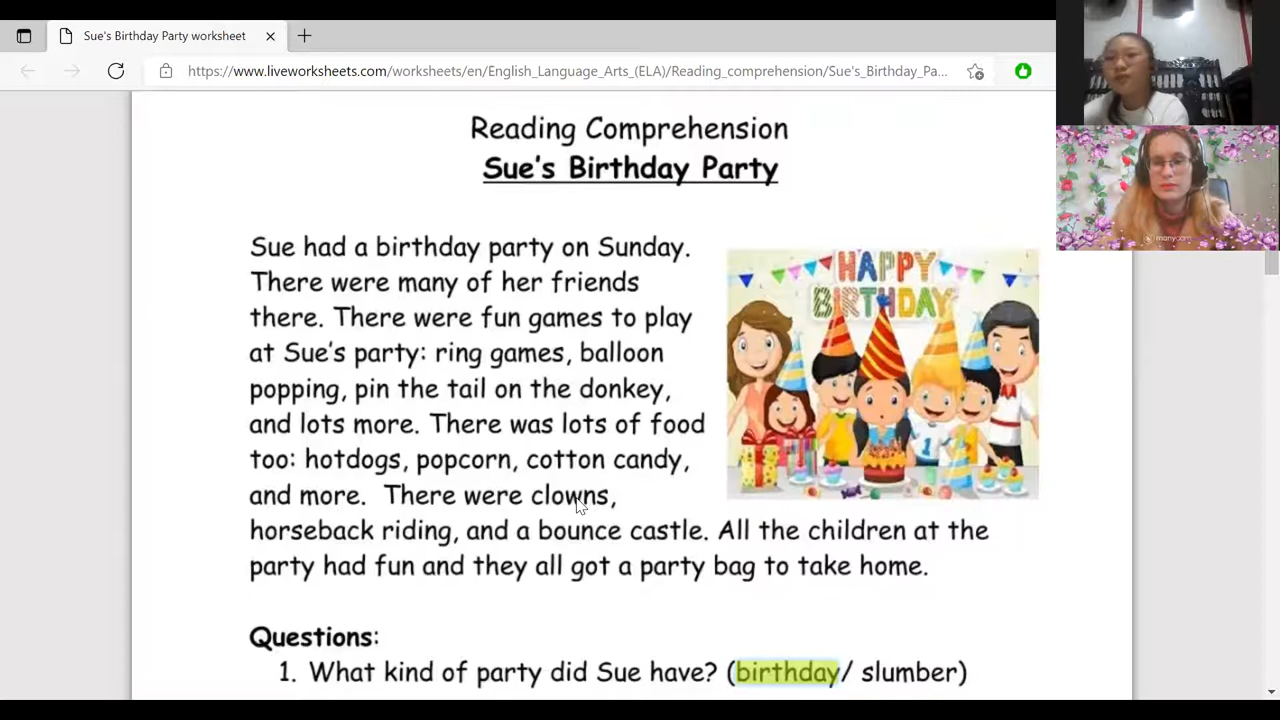 Sue's Birthday Party worksheet
https://www.liveworksheets.com/worksheets/en/English_Language_Arts_(ELA)/Reading_comprehension/Sue's_Birthday_Pa...
Reading Comprehension
Sue's Birthday Party
Sue had a birthday party on Sunday.
There were many of her friends
there. There were fun games to play
at Sue's party: ring games, balloon
popping, pin the tail on the donkey,
and lots more. There was lots of food
too: hotdogs, popcorn, cotton candy,
and more. There were clowns,
horseback riding, and a bounce castle. All the children at the
party had fun and they all got a party bag to take home.
HAPPY
BIRTHDAY
1
Questions:
1. What kind of party did Sue have? (birthday/ slumber)
manycam